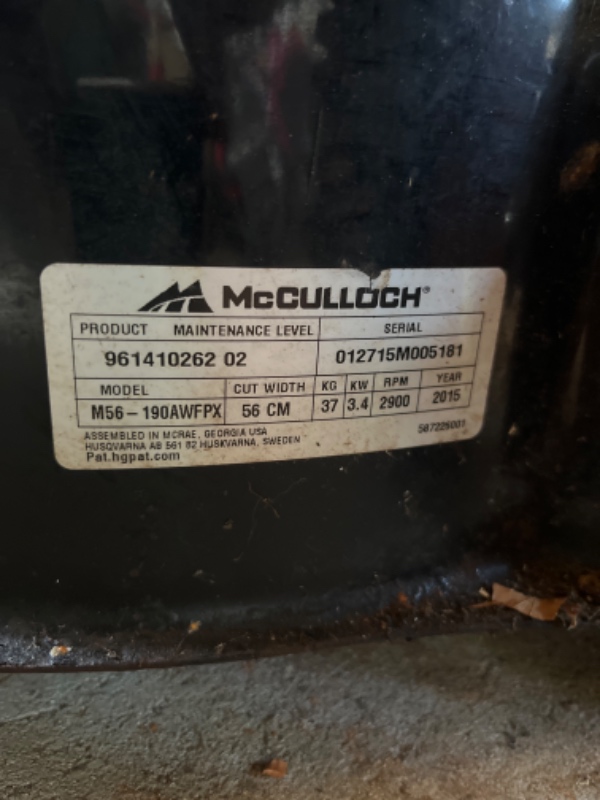 McCULLOCH®
PRODUCT MAINTENANCE LEVEL SERIAL
961410262 02 012715M005181
MODEL CUT WIDTH KG KW RPM YEAR
M56-190AWFPX 56 CM 37 3.4 2900 2015
ASSEMBLED IN MCRAE, GEORGIA USA
HUSQVARNA AB 561 82 HUSKVARNA, SWEDEN
Pat.hgpat.com